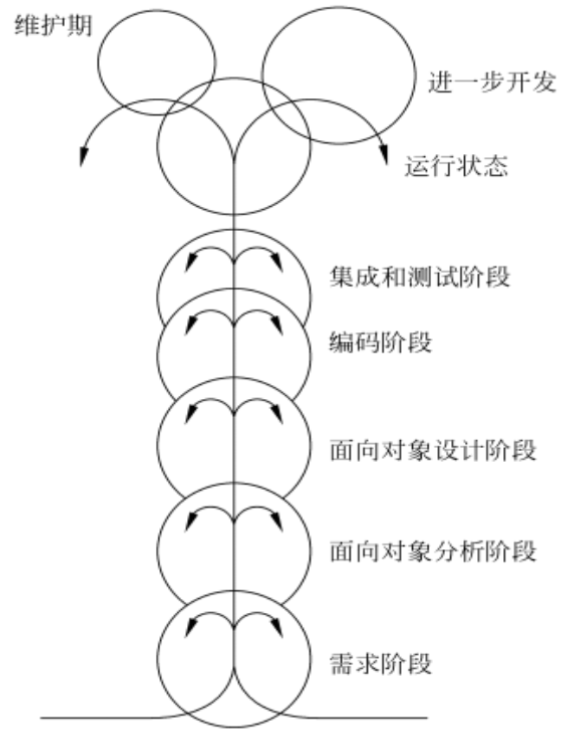 维护期
进一步开发
运行状态
集成和测试阶段
编码阶段
面向对象设计阶段
面向对象分析阶段
需求阶段